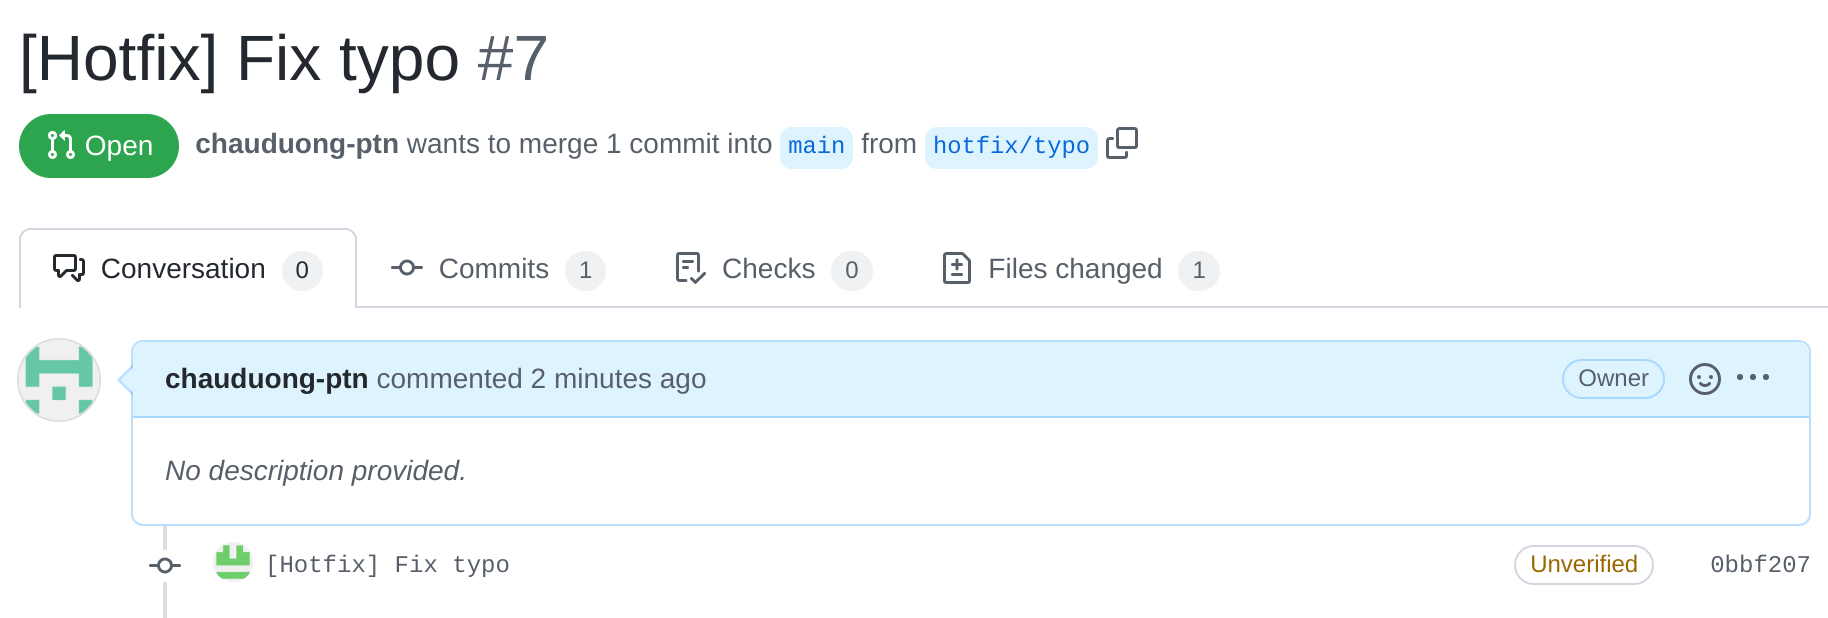 [Hotfix] Fix typo #7
Open chauduong-ptn wants to merge 1 commit into main from hotfix/typo
Conversation 0 Commits 1 Checks 0 Files changed 1
chauduong-ptn commented 2 minutes ago Owner
No description provided.
[Hotfix] Fix typo Unverified 0bbf207